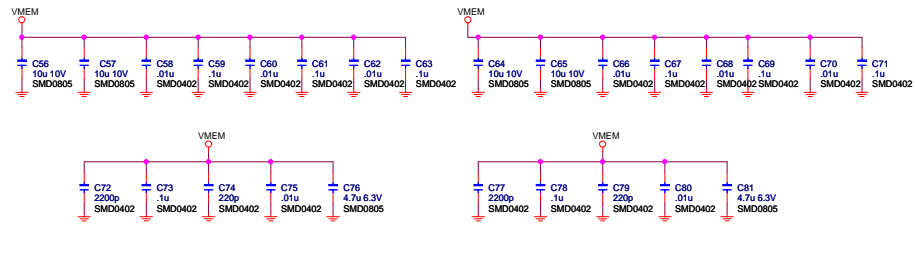 VMEM VMEM
C56 C57 C58 C59 C60 C61 C62 C63 C64 C65 C66 C67 C68 C69 C70 C71
10u 10V 10u 10V .01u .1u .01u .1u .01u .1u 10u 10V 10u 10V .01u .1u .01u .1u .01u .1u
SMD0805 SMD0805 SMD0402 SMD0402 SMD0402 SMD0402 SMD0402 SMD0402 SMD0805 SMD0805 SMD0402 SMD0402 SMD0402 SMD0402 SMD0402 SMD0402
VMEM VMEM
C72 C73 C74 C75 C76 C77 C78 C79 C80 C81
2200p .1u 220p .01u 4.7u 6.3V 2200p .1u 220p .01u 4.7u 6.3V
SMD0402 SMD0402 SMD0402 SMD0402 SMD0805 SMD0402 SMD0402 SMD0402 SMD0402 SMD0805